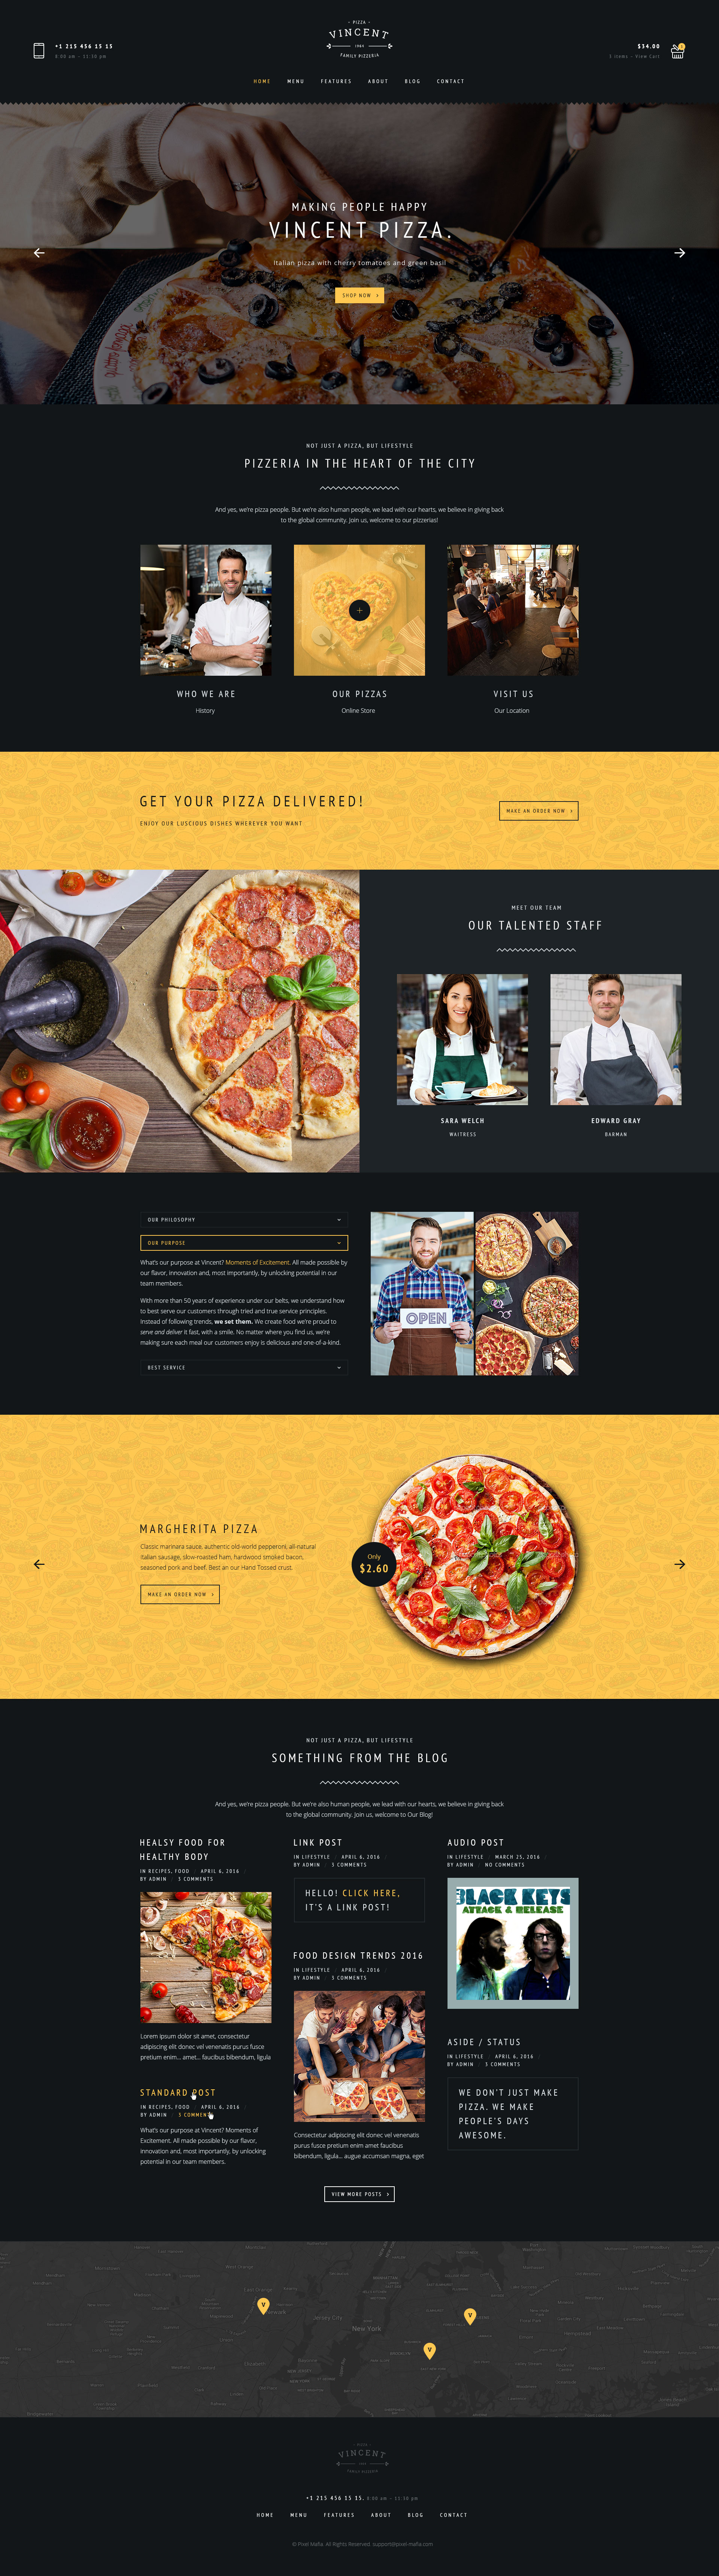 +1 215 456 15 15
8:00 am – 11:30 pm
– PIZZA –
VINCENT
1984
FAMILY PIZZERIA
$34.00
3 items – View Cart
HOME MENU FEATURES ABOUT BLOG CONTACT
MAKING PEOPLE HAPPY
VINCENT PIZZA.
Italian pizza with cherry tomatoes and green basil
SHOP NOW
NOT JUST A PIZZA, BUT LIFESTYLE
PIZZERIA IN THE HEART OF THE CITY
And yes, we're pizza people. But we're also human people, we lead with our hearts, we believe in giving back
to the global community. Join us, welcome to our pizzerias!
WHO WE ARE
History
OUR PIZZAS
Online Store
VISIT US
Our Location
GET YOUR PIZZA DELIVERED!
ENJOY OUR LUSCIOUS DISHES WHEREVER YOU WANT
MAKE AN ORDER NOW
MEET OUR TEAM
OUR TALENTED STAFF
SARA WELCH
WAITRESS
EDWARD GRAY
BARMAN
OUR PHILOSOPHY
OUR PURPOSE
What's our purpose at Vincent? Moments of Excitement. All made possible by
our flavor, innovation and, most importantly, by unlocking potential in our
team members.
With more than 50 years of experience under our belts, we understand how
to best serve our customers through tried and true service principles.
Instead of following trends, we set them. We create food we're proud to
serve and deliver it fast, with a smile. No matter where you find us, we're
making sure each meal our customers enjoy is delicious and one-of-a-kind.
BEST SERVICE
OPEN
MARGHERITA PIZZA
Classic marinara sauce, authentic old-world pepperoni, all-natural
Italian sausage, slow-roasted ham, hardwood smoked bacon,
seasoned pork and beef. Best an our Hand Tossed crust.
MAKE AN ORDER NOW
Only
$2.60
NOT JUST A PIZZA, BUT LIFESTYLE
SOMETHING FROM THE BLOG
And yes, we're pizza people. But we're also human people, we lead with our hearts, we believe in giving back
to the global community. Join us, welcome to Our Blog!
HEALSY FOOD FOR
HEALTHY BODY
IN RECIPES, FOOD / APRIL 6, 2016 /
BY ADMIN / 3 COMMENTS
Lorem ipsum dolor sit amet, consectetur
adipiscing elit donec vel venenatis purus fusce
pretium enim... amet... faucibus bibendum, ligula
STANDARD POST
IN RECIPES, FOOD / APRIL 6, 2016 /
BY ADMIN / 3 COMMENTS
What's our purpose at Vincent? Moments of
Excitement. All made possible by our flavor,
innovation and, most importantly, by unlocking
potential in our team members.
LINK POST
IN LIFESTYLE / APRIL 6, 2016 /
BY ADMIN / 3 COMMENTS
HELLO! CLICK HERE,
IT'S A LINK POST!
FOOD DESIGN TRENDS 2016
IN LIFESTYLE / APRIL 6, 2016 /
BY ADMIN / 3 COMMENTS
Consectetur adipiscing elit donec vel venenatis
purus fusce pretium enim amet faucibus
bibendum, ligula... augue accumsan magna, eget
AUDIO POST
IN LIFESTYLE / MARCH 25, 2016 /
BY ADMIN / NO COMMENTS
BLACK KEYS
ATTACK & RELEASE
ASIDE / STATUS
IN LIFESTYLE / APRIL 6, 2016 /
BY ADMIN / 3 COMMENTS
WE DON'T JUST MAKE
PIZZA. WE MAKE
PEOPLE'S DAYS
AWESOME.
VIEW MORE POSTS
Jersey City
New York
VINCENT
+1 215 456 15 15, 8:00 am – 11:30 pm
HOME MENU FEATURES ABOUT BLOG CONTACT
© Pixel Mafia. All Rights Reserved. support@pixel-mafia.com